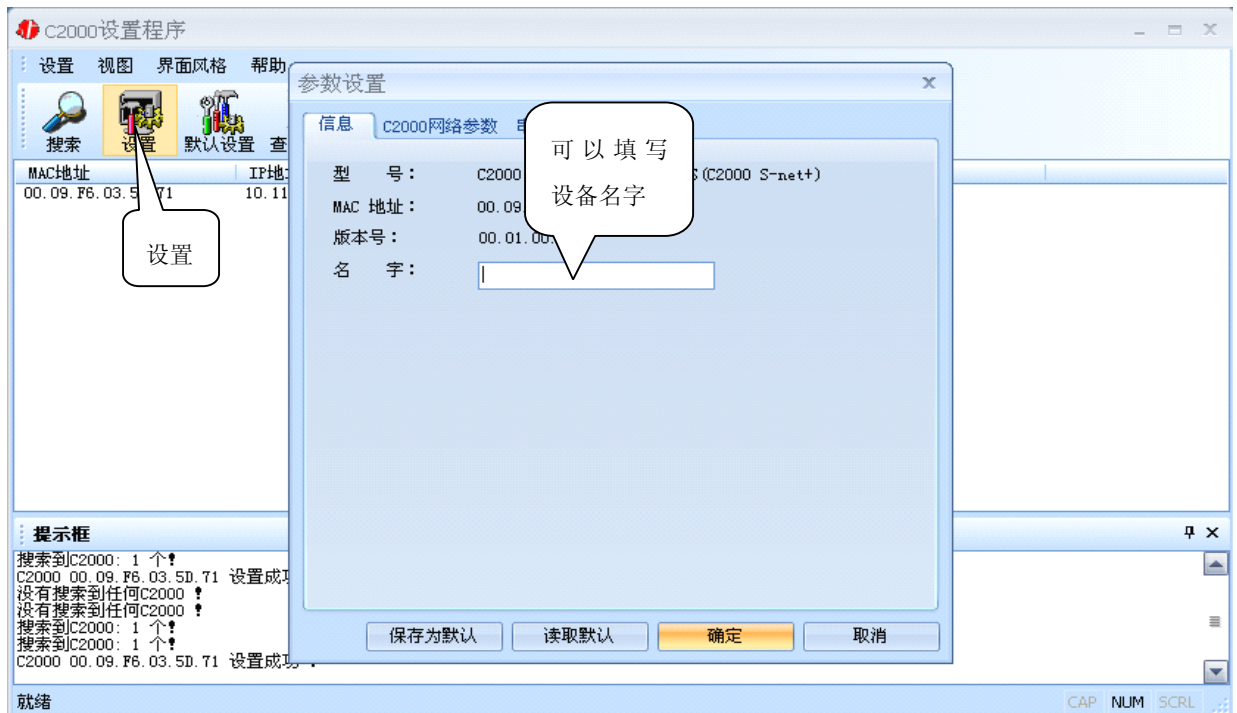 C2000设置程序
设置 视图 界面风格 帮助
搜索 设置 默认设置 查
MAC地址 IP地
00.09.F6.03.5 71 10.11
设置
参数设置
信息 C2000网络参数
可以填写
设备名字
型 号： C2000 S(C2000 S-net+)
MAC 地址： 00.09
版本号： 00.01.00.
名 字：
保存为默认 读取默认 确定 取消
提示框
搜索到C2000: 1 个!
C2000 00.09.F6.03.5D.71 设置成功
没有搜索到任何C2000 !
没有搜索到任何C2000 !
搜索到C2000: 1 个!
搜索到C2000: 1 个!
C2000 00.09.F6.03.5D.71 设置成功 !
就绪 CAP NUM SCRL